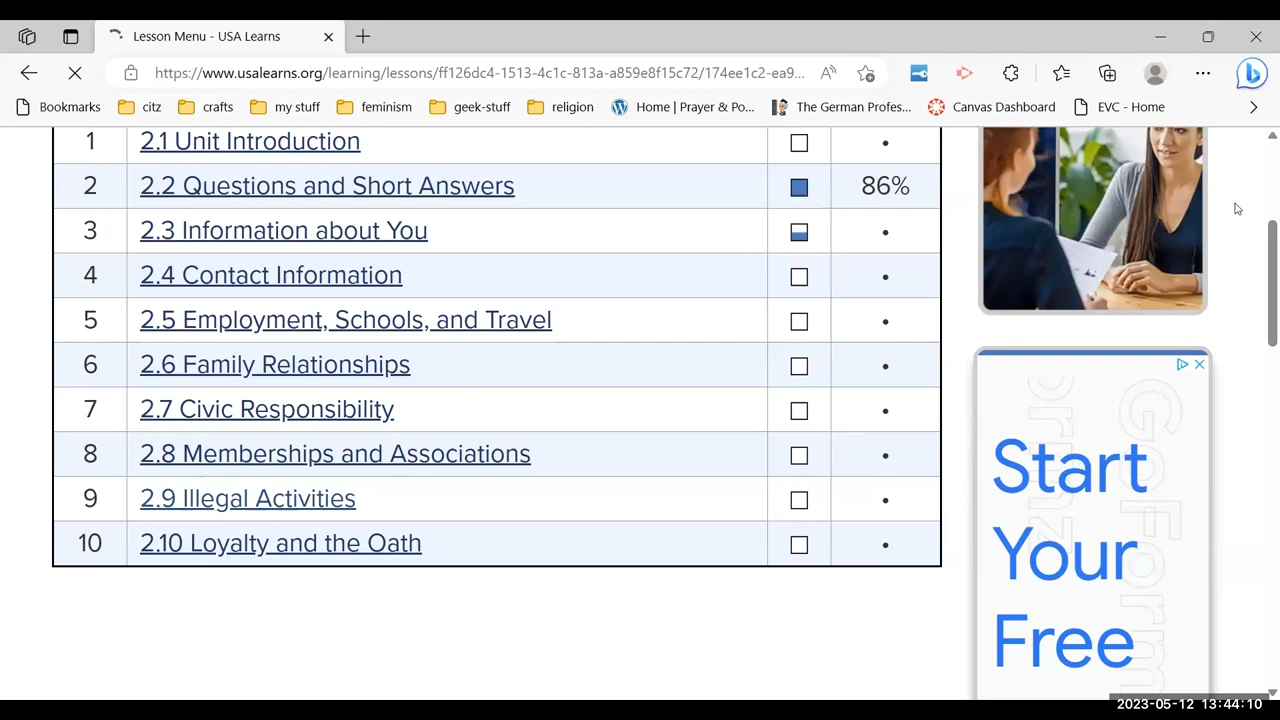 Lesson Menu - USA Learns
https://www.usalearns.org/learning/lessons/ff126dc4-1513-4c1c-813a-a859e8f15c72/174ee1c2-ea9...
Bookmarks citz crafts my stuff feminism geek-stuff religion Home | Prayer & Po... The German Profes... Canvas Dashboard EVC - Home
1 2.1 Unit Introduction •
2 2.2 Questions and Short Answers 86%
3 2.3 Information about You •
4 2.4 Contact Information •
5 2.5 Employment, Schools, and Travel •
6 2.6 Family Relationships •
7 2.7 Civic Responsibility •
8 2.8 Memberships and Associations •
9 2.9 Illegal Activities •
10 2.10 Loyalty and the Oath •
Start
Your
Free
2023-05-12 13:44:10